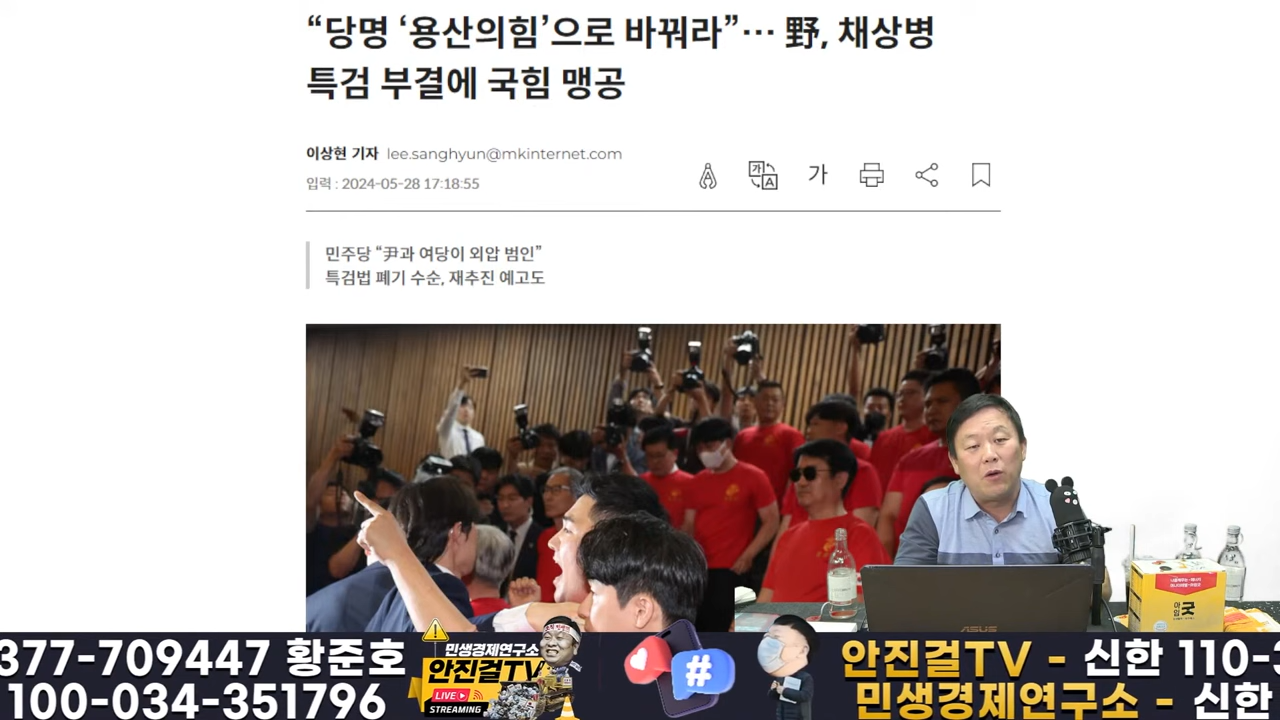 “당명 ‘용산의힘’으로 바꿔라”… 野, 채상병
특검 부결에 국힘 맹공
이상현 기자 lee.sanghyun@mkinternet.com
입력 : 2024-05-28 17:18:55
가
민주당 “尹과 여당이 외압 범인”
특검법 폐기 수순, 재추진 예고도
ASUS
377-709447 황준호
100-034-351796
민생경제연구소
안진걸TV
LIVE
STREAMING
#
안진걸TV - 신한 110-
민생경제연구소 - 신한